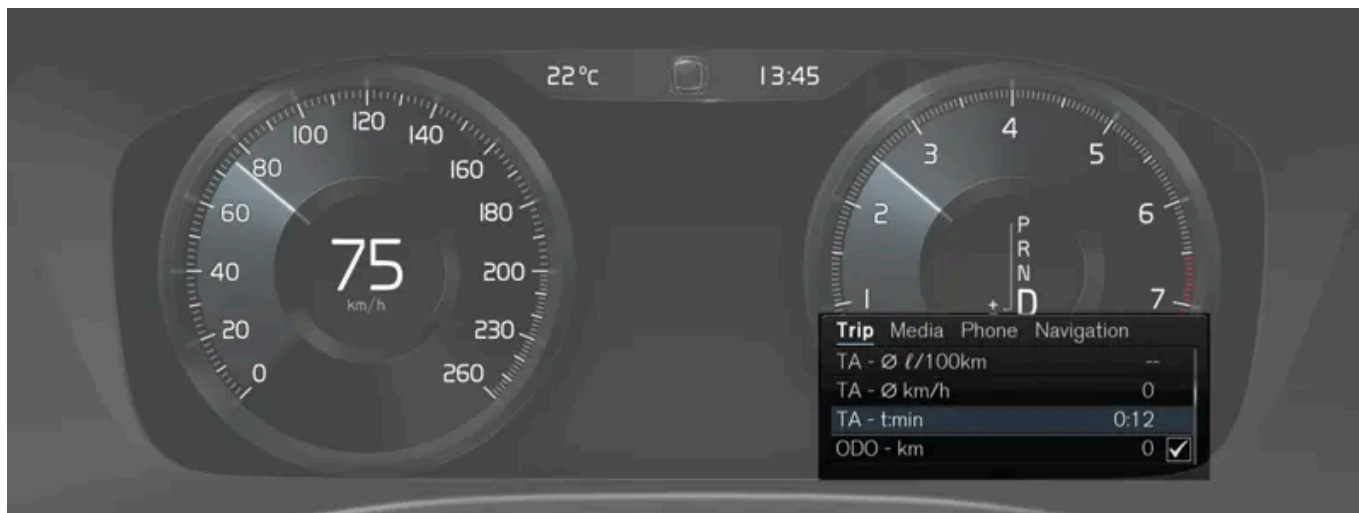 22°C
13:45
0
20
40
60
80
100
120
140
160
180
200
230
260
75
km/h
1
2
3
4
5
6
7
P
R
N
± D
Trip Media Phone Navigation
TA - Ø ℓ/100km --
TA - Ø km/h 0
TA - t:min 0:12
ODO - km 0